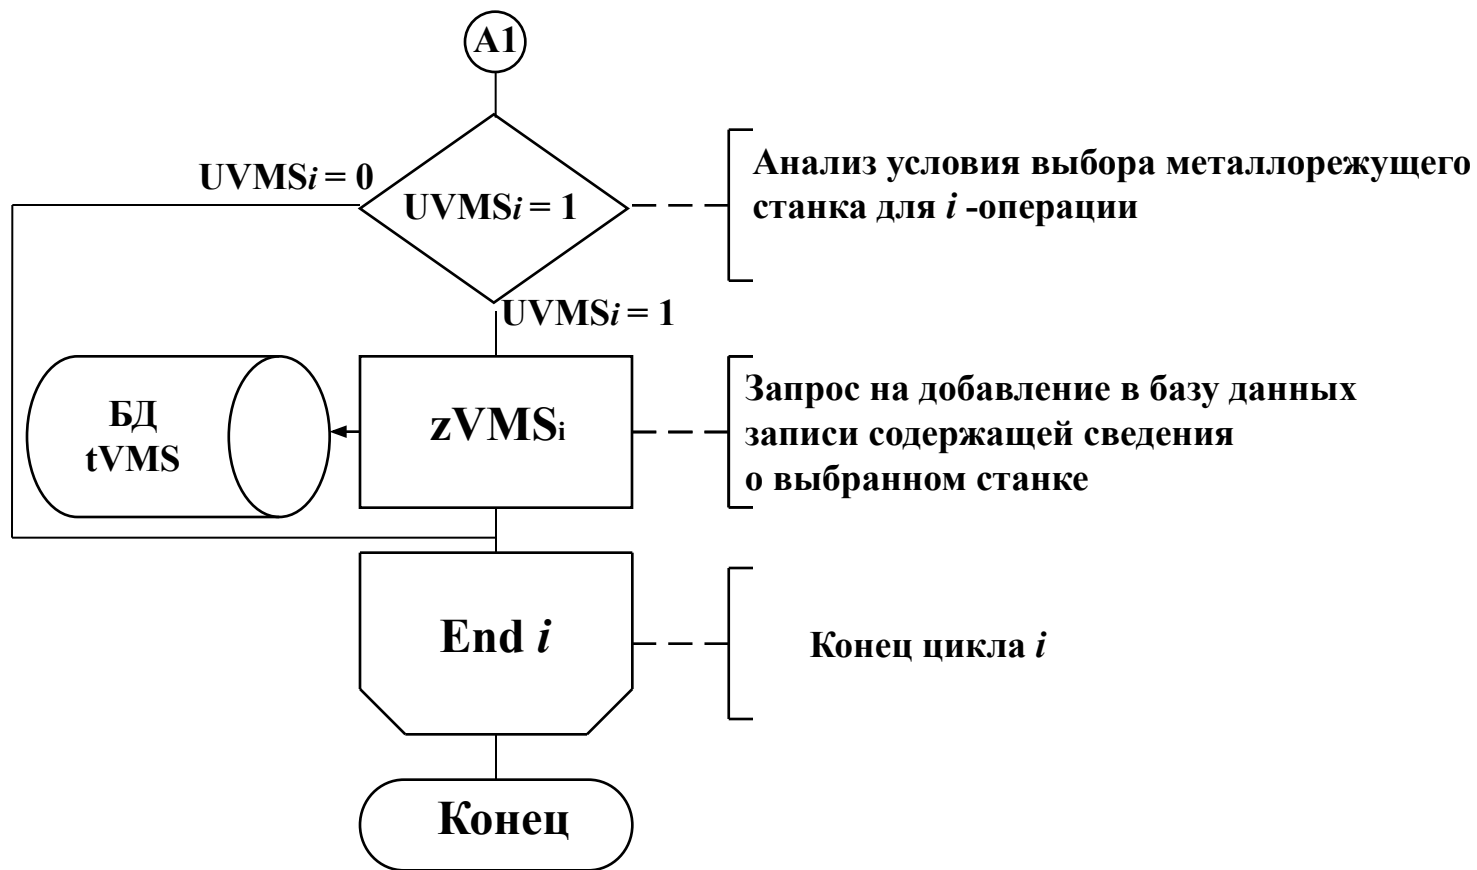 A1
UVMSi = 0
UVMSi = 1
Анализ условия выбора металлорежущего
станка для i -операции
UVMSi = 1
БД
tVMS
zVMSi
Запрос на добавление в базу данных
записи содержащей сведения
о выбранном станке
End i
Конец цикла i
Конец